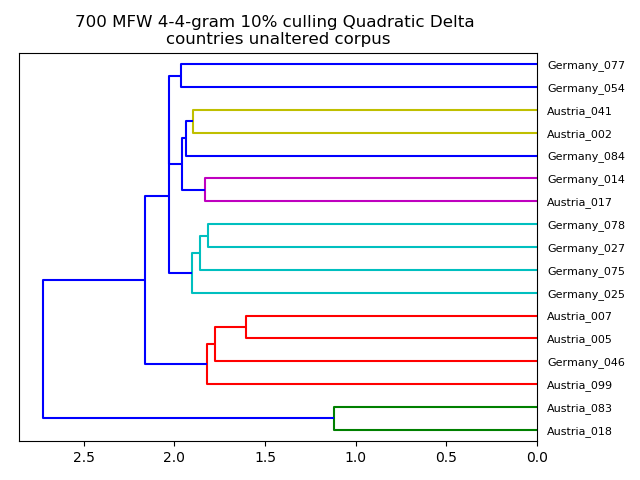 700 MFW 4-4-gram 10% culling Quadratic Delta
countries unaltered corpus
Germany_077
Germany_054
Austria_041
Austria_002
Germany_084
Germany_014
Austria_017
Germany_078
Germany_027
Germany_075
Germany_025
Austria_007
Austria_005
Germany_046
Austria_099
Austria_083
Austria_018
2.5 2.0 1.5 1.0 0.5 0.0